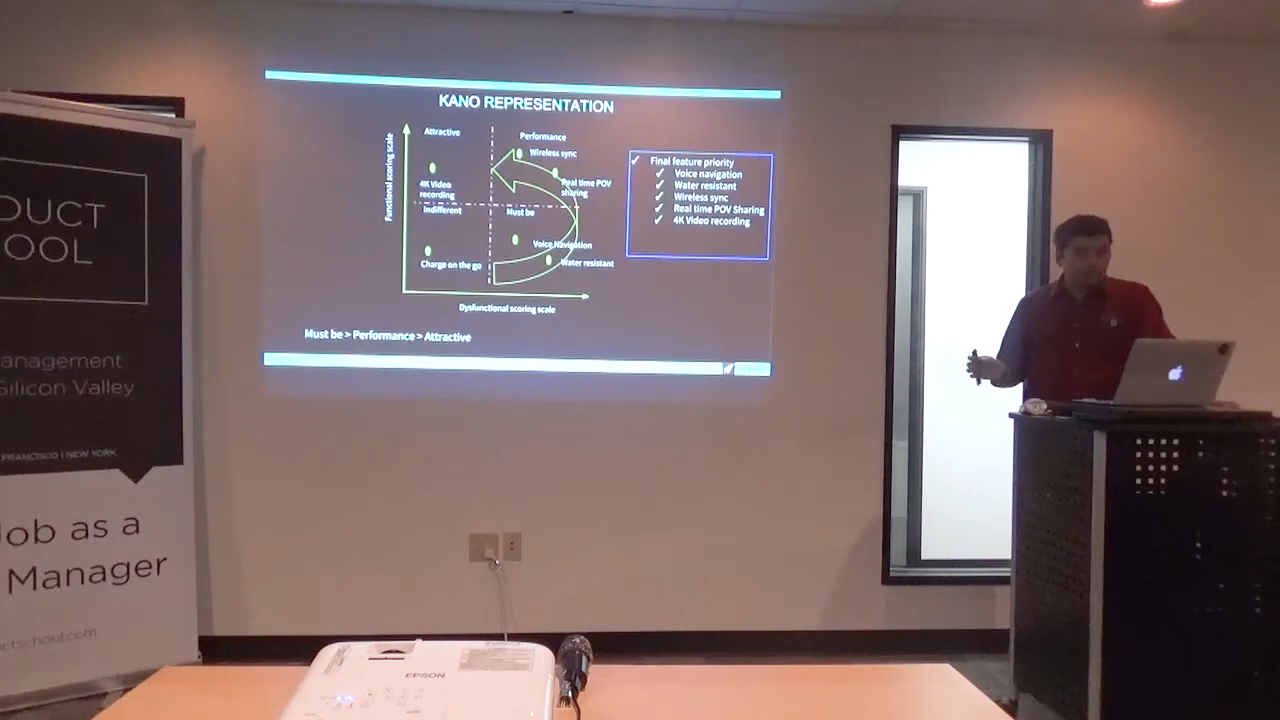 DUCT
OOL
anagement
Silicon Valley
FRANCISCO | NEW YORK
Job as a
Manager
ctschool.com
KANO REPRESENTATION
Functional scoring scale
Attractive
Performance
Wireless sync
4K Video
recording
Real time POV
sharing
Indifferent
Must be
Voice Navigation
Charge on the go
Water resistant
Dysfunctional scoring scale
Must be > Performance > Attractive
✓ Final feature priority
✓ Voice navigation
✓ Water resistant
✓ Wireless sync
✓ Real time POV Sharing
✓ 4K Video recording
EPSON